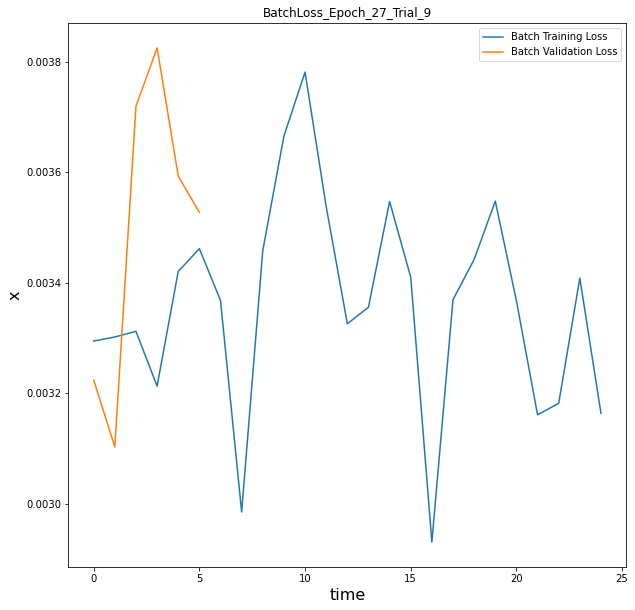 BatchLoss_Epoch_27_Trial_9
Batch Training Loss
Batch Validation Loss
0.0038
0.0036
0.0034
0.0032
0.0030
x
0 5 10 15 20 25
time